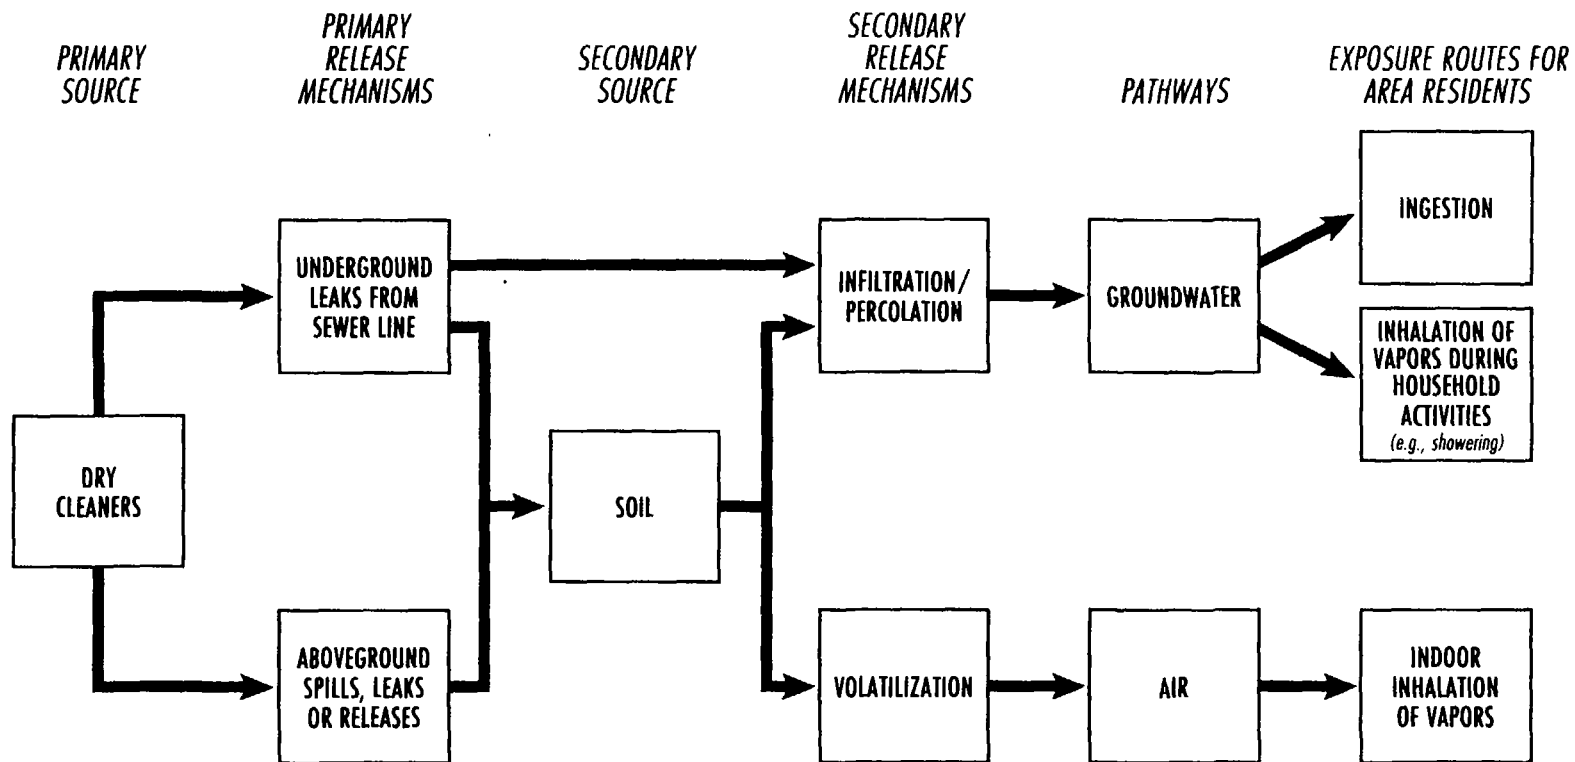 PRIMARY
SOURCE
PRIMARY
RELEASE
MECHANISMS
SECONDARY
SOURCE
SECONDARY
RELEASE
MECHANISMS
PATHWAYS
EXPOSURE ROUTES FOR
AREA RESIDENTS
DRY
CLEANERS
UNDERGROUND
LEAKS FROM
SEWER LINE
ABOVEGROUND
SPILLS, LEAKS
OR RELEASES
SOIL
INFILTRATION/
PERCOLATION
VOLATILIZATION
GROUNDWATER
AIR
INGESTION
INHALATION OF
VAPORS DURING
HOUSEHOLD
ACTIVITIES
(e.g., showering)
INDOOR
INHALATION
OF VAPORS